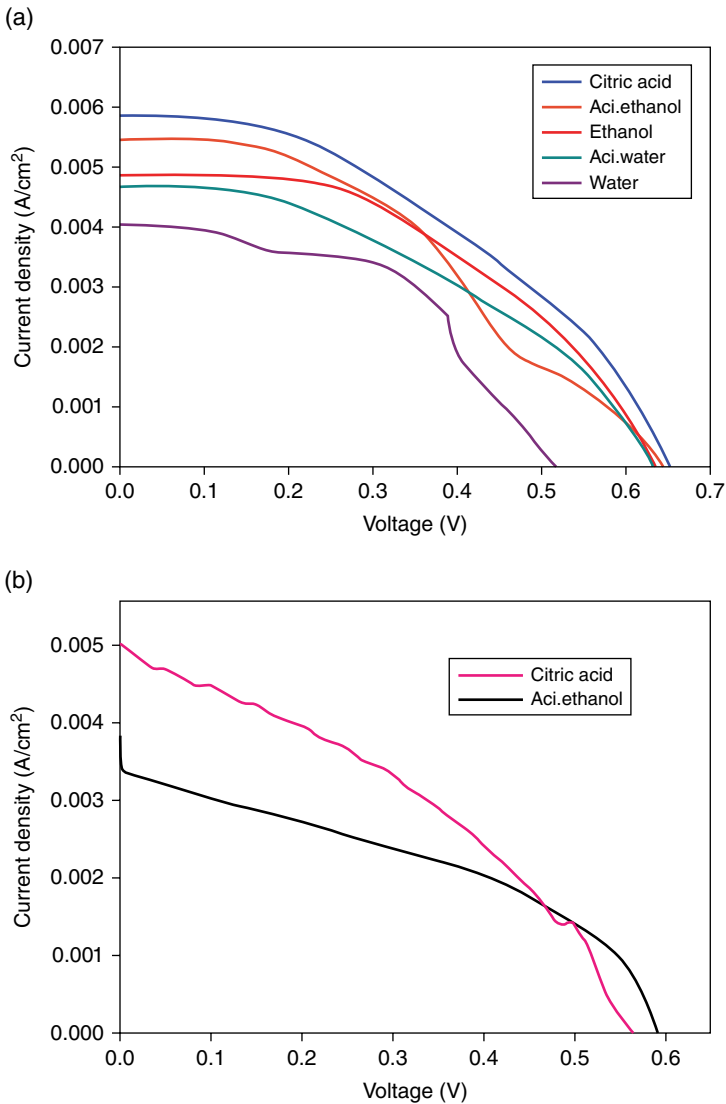 (a)
0.007
0.006
0.005
0.004
0.003
0.002
0.001
0.000
Current density (A/cm²)
Citric acid
Aci.ethanol
Ethanol
Aci.water
Water
0.0 0.1 0.2 0.3 0.4 0.5 0.6 0.7
Voltage (V)
(b)
0.005
0.004
0.003
0.002
0.001
0.000
Current density (A/cm²)
Citric acid
Aci.ethanol
0.0 0.1 0.2 0.3 0.4 0.5 0.6
Voltage (V)